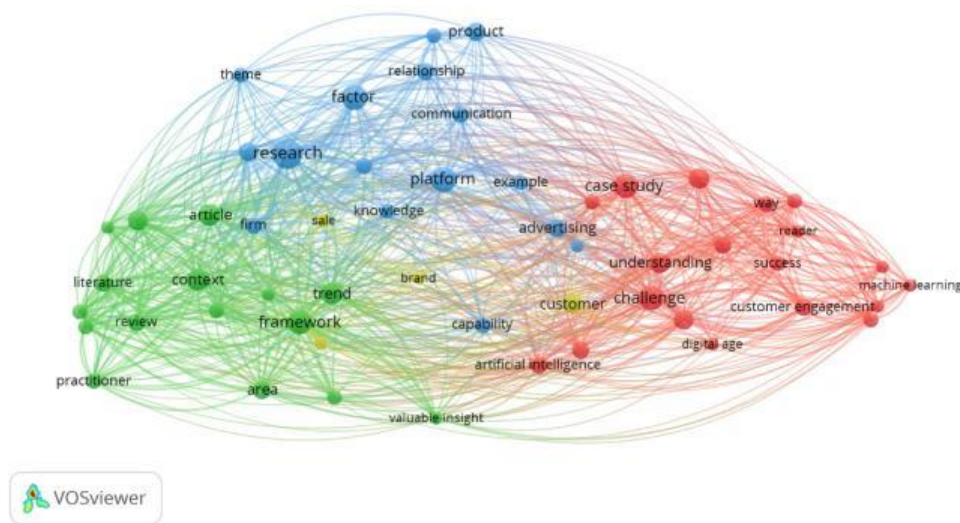 product
theme
relationship
factor
communication
research
platform
example
case study
article
firm
sale
knowledge
advertising
way
reader
literature
context
trend
brand
understanding
success
machine learning
review
framework
capability
customer
challenge
customer engagement
digital age
practitioner
area
artificial intelligence
valuable insight
VOSviewer